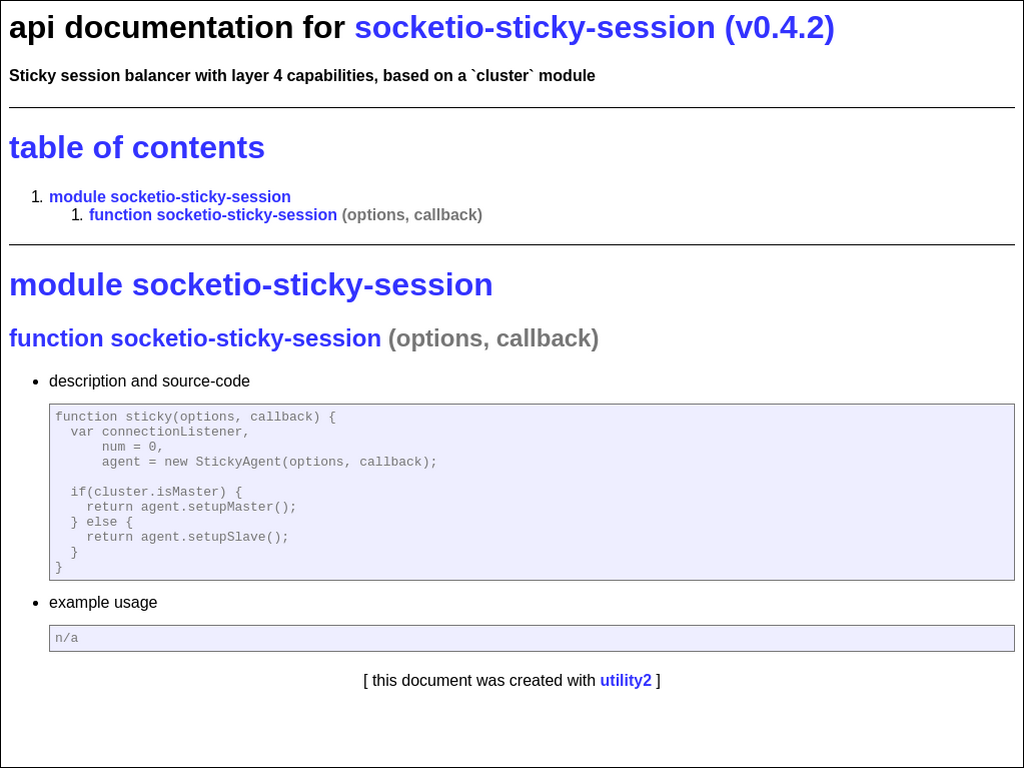 api documentation for socketio-sticky-session (v0.4.2)
Sticky session balancer with layer 4 capabilities, based on a `cluster` module
table of contents
1. module socketio-sticky-session
1. function socketio-sticky-session (options, callback)
module socketio-sticky-session
function socketio-sticky-session (options, callback)
• description and source-code
function sticky(options, callback) {
  var connectionListener,
      num = 0,
      agent = new StickyAgent(options, callback);

  if(cluster.isMaster) {
    return agent.setupMaster();
  } else {
    return agent.setupSlave();
  }
}
• example usage
n/a
[ this document was created with utility2 ]